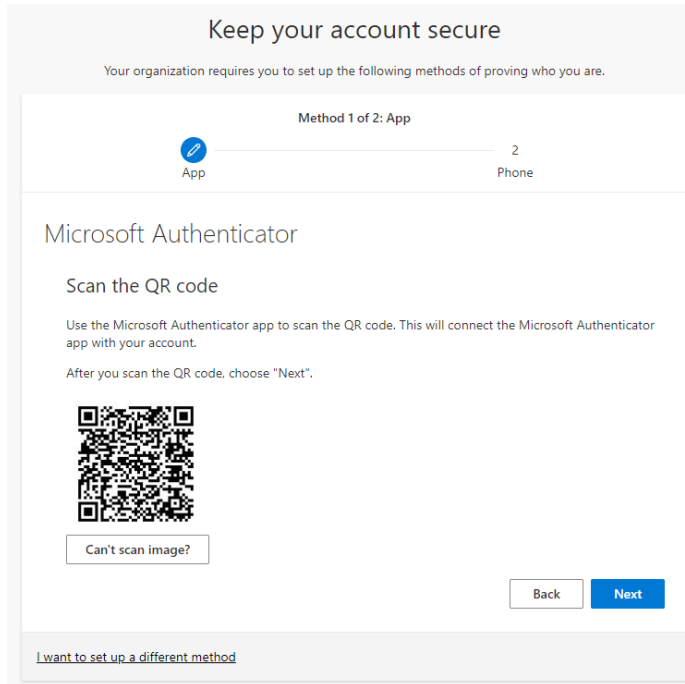 Keep your account secure
Your organization requires you to set up the following methods of proving who you are.
Method 1 of 2: App
2
App
Phone
Microsoft Authenticator
Scan the QR code
Use the Microsoft Authenticator app to scan the QR code. This will connect the Microsoft Authenticator
app with your account.
After you scan the QR code, choose "Next".
Can't scan image?
Back
Next
I want to set up a different method